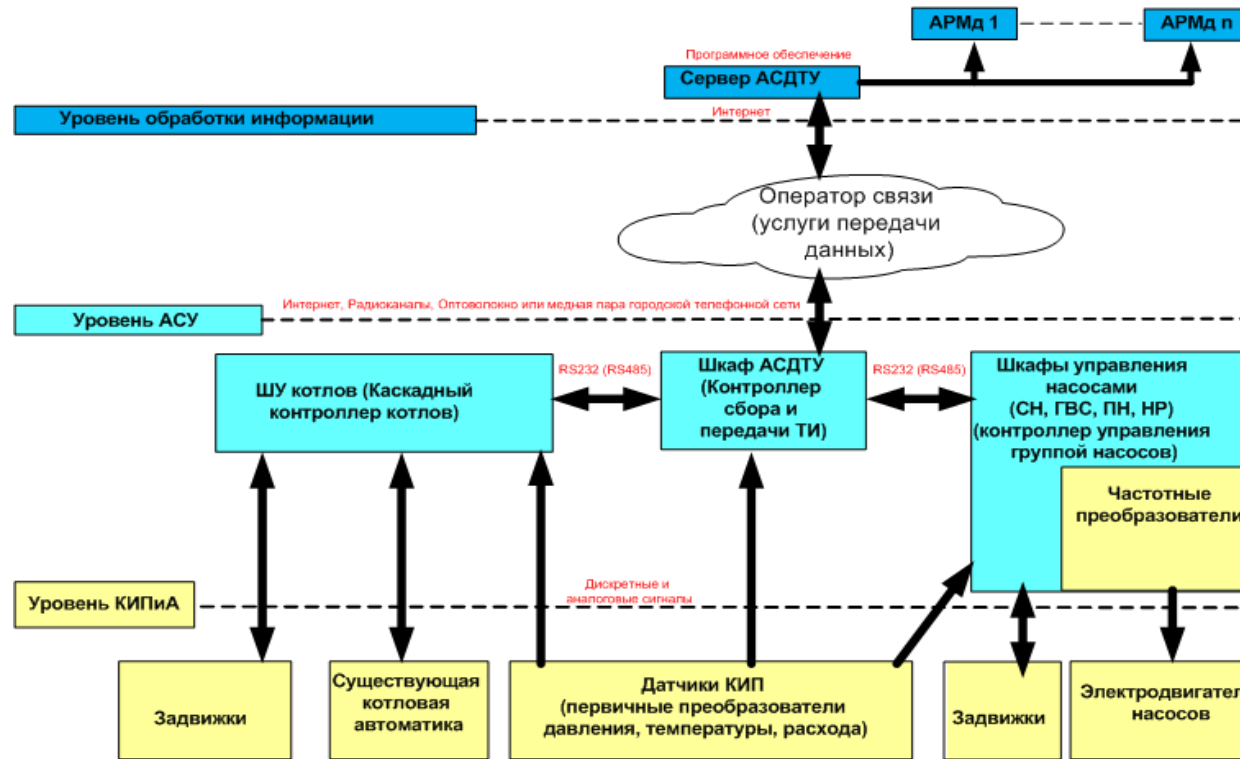 АРМд 1
АРМд n
Программное обеспечение
Сервер АСДТУ
Уровень обработки информации
Интернет
Оператор связи
(услуги передачи
данных)
Интернет, Радисканалы, Оптоволокно или медная пара городской телефонной сети
Уровень АСУ
ШУ котлов (Каскадный
контроллер котлов)
RS232 (RS485)
Шкаф АСДТУ
(Контроллер
сбора и
передачи ТИ)
RS232 (RS485)
Шкафы управления
насосами
(СН, ГВС, ПН, НР)
(контроллер управления
группой насосов)
Частотные
преобразователи
Дискретные и
аналоговые сигналы
Уровень КИПиА
Задвижки
Существующая
котловая
автоматика
Датчики КИП
(первичные преобразователи
давления, температуры, расхода)
Задвижки
Электродвигател
насосов